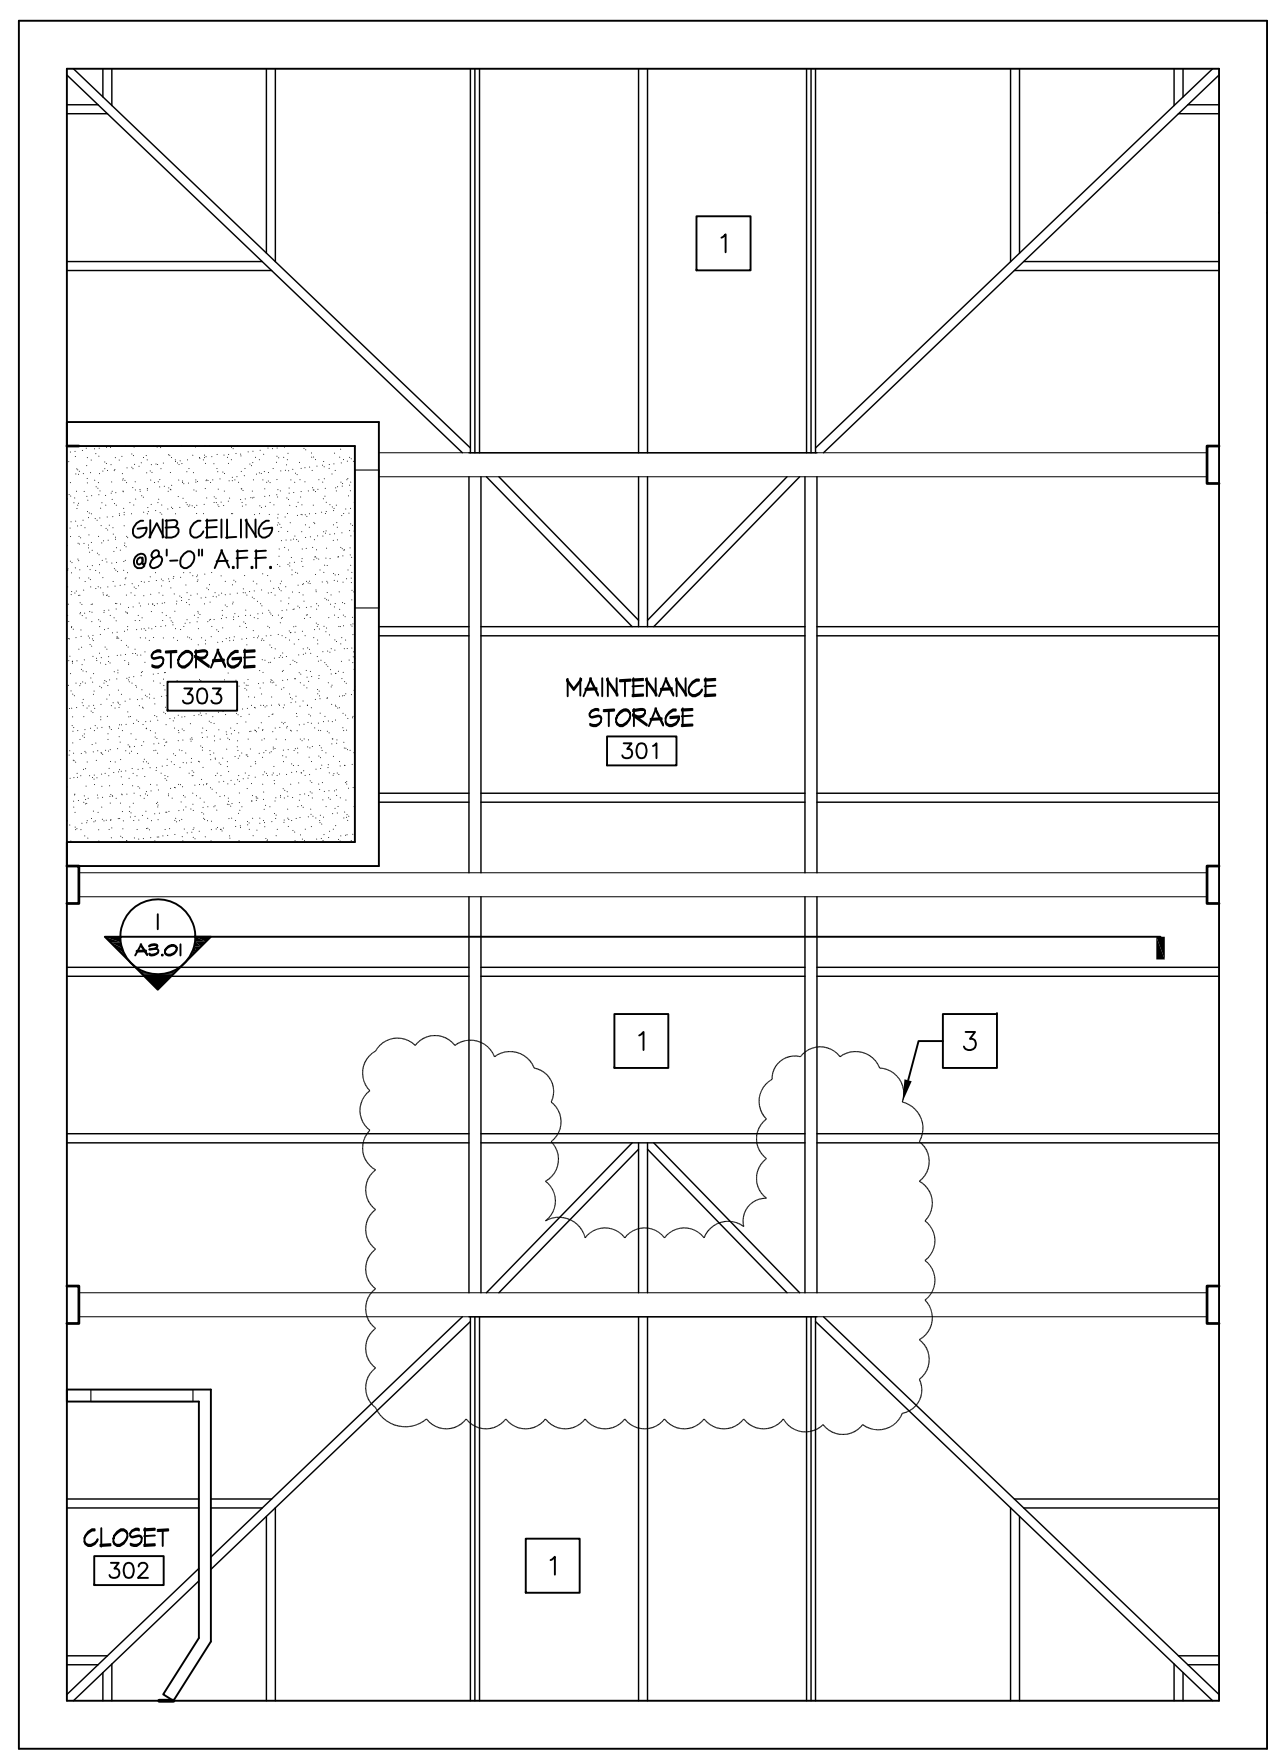 1
GWB CEILING
@8'-0" A.F.F.
STORAGE
303
MAINTENANCE
STORAGE
301
1
A3.01
1
3
CLOSET
302
1